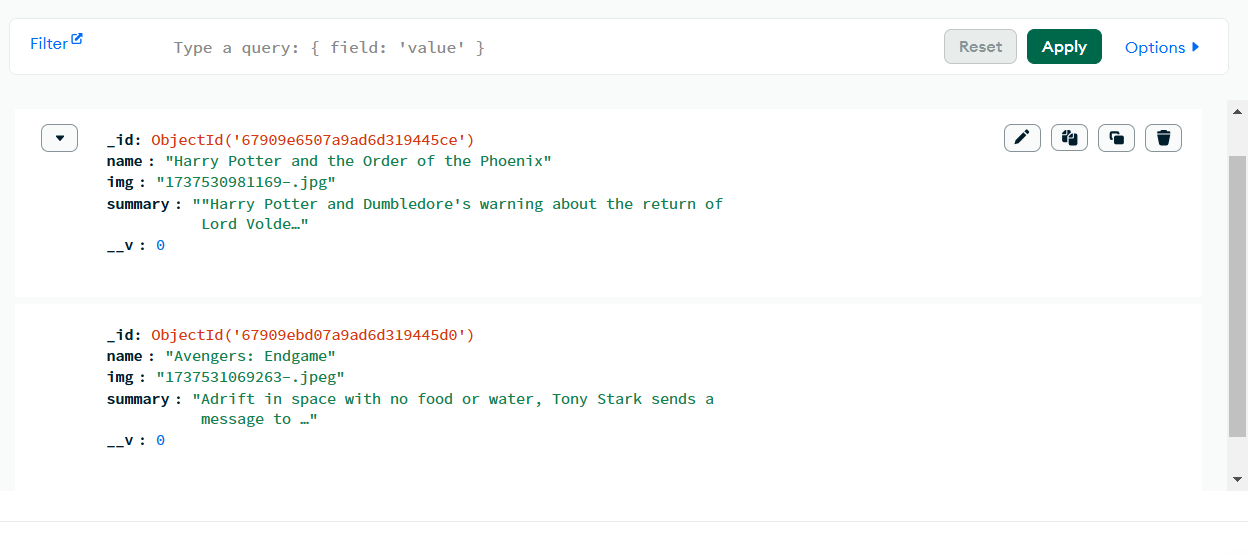 Filter
Type a query: { field: 'value' }
Reset
Apply
Options
_id: ObjectId('67909e6507a9ad6d319445ce')
name : "Harry Potter and the Order of the Phoenix"
img : "1737530981169-.jpg"
summary : ""Harry Potter and Dumbledore's warning about the return of
Lord Volde…"
__v : 0
_id: ObjectId('67909ebd07a9ad6d319445d0')
name : "Avengers: Endgame"
img : "1737531069263-.jpeg"
summary : "Adrift in space with no food or water, Tony Stark sends a
message to …"
__v : 0